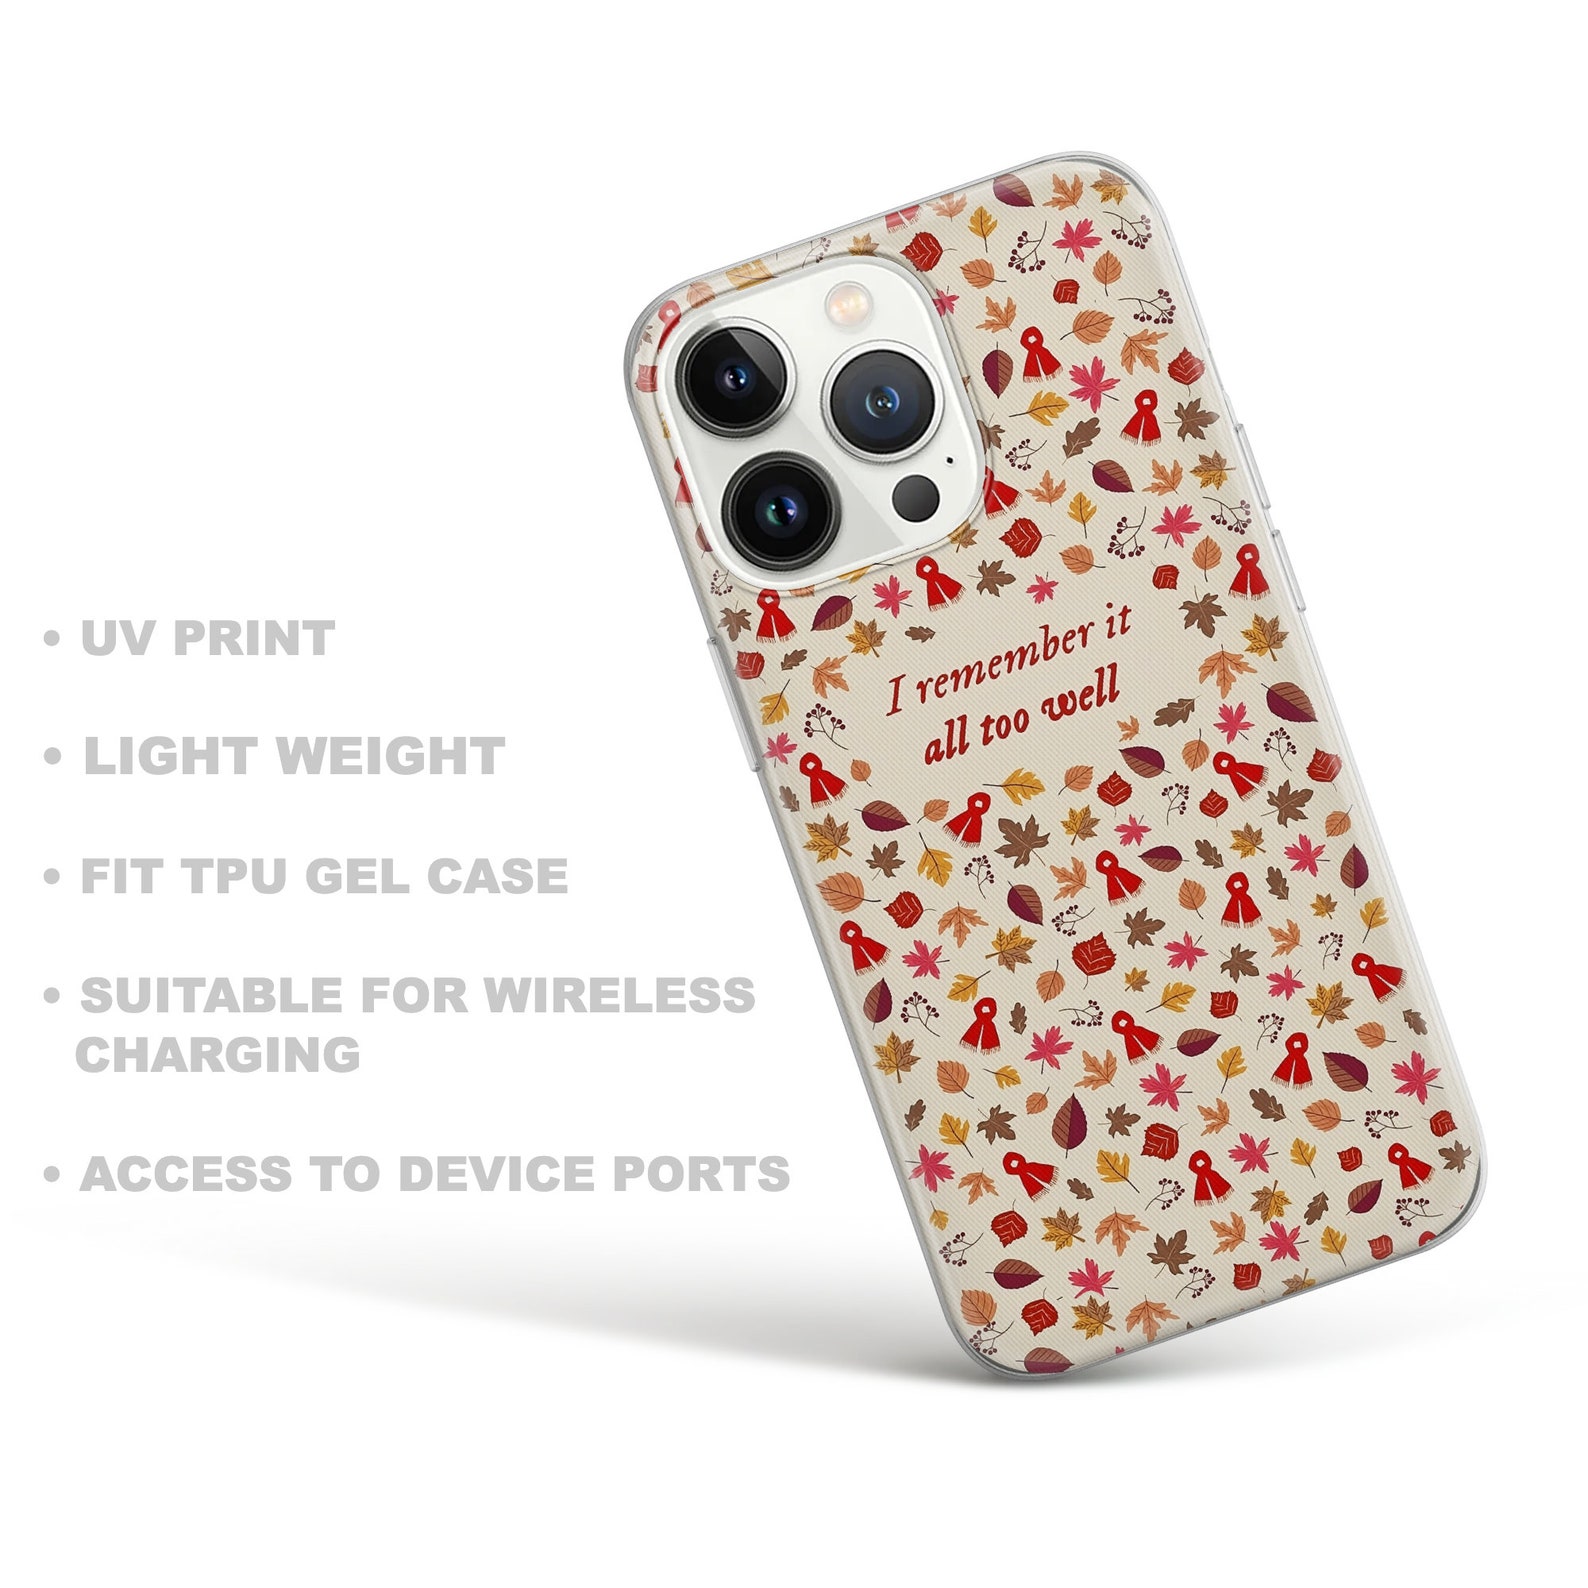 • UV PRINT
• LIGHT WEIGHT
• FIT TPU GEL CASE
• SUITABLE FOR WIRELESS
CHARGING
• ACCESS TO DEVICE PORTS
I remember it
all too well